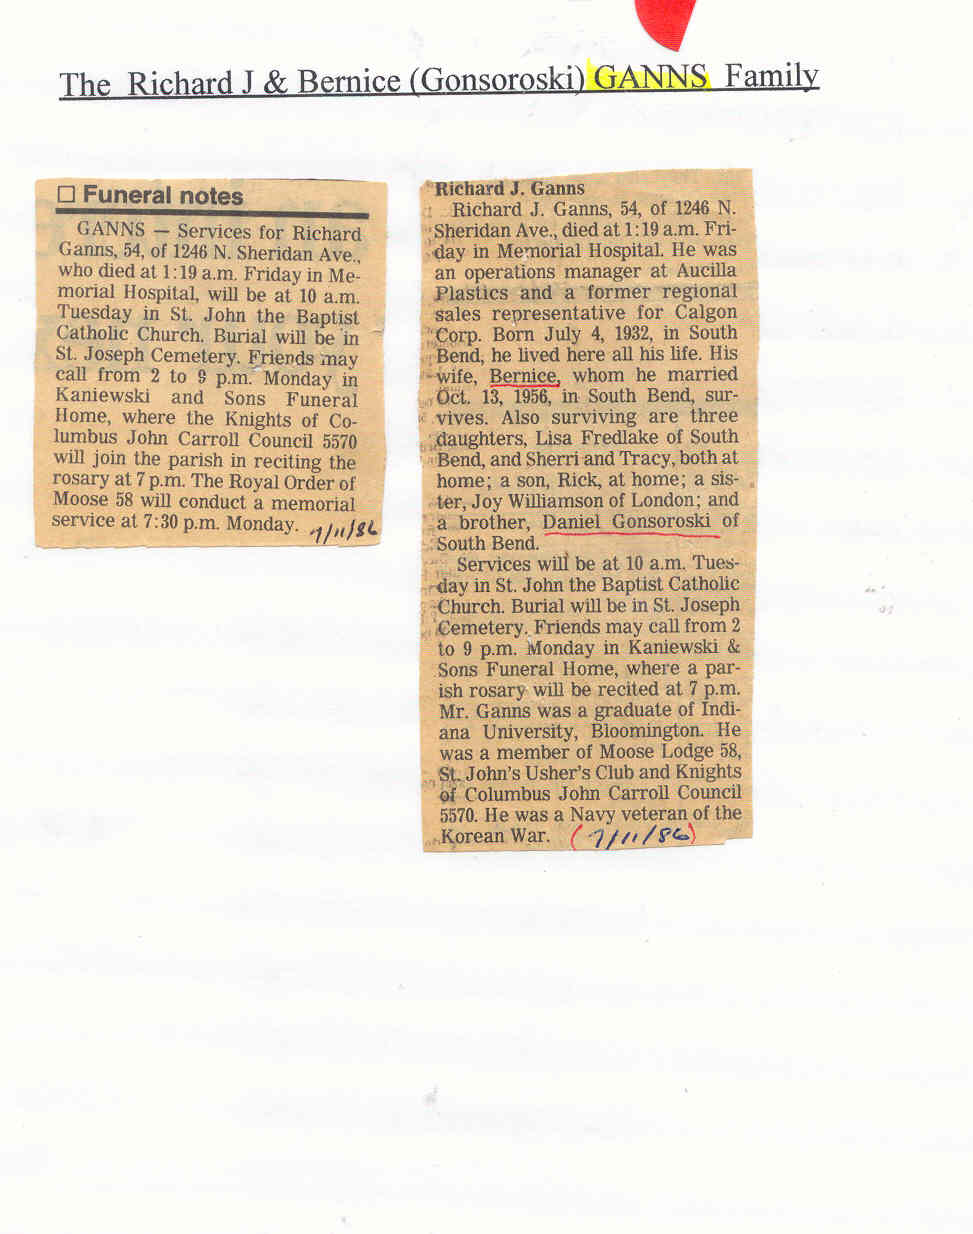 The Richard J & Bernice (Gonsoroski) GANNS Family
☐ Funeral notes
GANNS — Services for Richard
Ganns, 54, of 1246 N. Sheridan Ave.,
who died at 1:19 a.m. Friday in Me-
morial Hospital, will be at 10 a.m.
Tuesday in St. John the Baptist
Catholic Church. Burial will be in
St. Joseph Cemetery. Friends may
call from 2 to 9 p.m. Monday in
Kaniewski and Sons Funeral
Home, where the Knights of Co-
lumbus John Carroll Council 5570
will join the parish in reciting the
rosary at 7 p.m. The Royal Order of
Moose 58 will conduct a memorial
service at 7:30 p.m. Monday. 7/11/86
Richard J. Ganns
Richard J. Ganns, 54, of 1246 N.
Sheridan Ave., died at 1:19 a.m. Fri-
day in Memorial Hospital. He was
an operations manager at Aucilla
Plastics and a former regional
sales representative for Calgon
Corp. Born July 4, 1932, in South
Bend, he lived here all his life. His
wife, Bernice, whom he married
Oct. 13, 1956, in South Bend, sur-
vives. Also surviving are three
daughters, Lisa Fredlake of South
Bend, and Sherri and Tracy, both at
home; a son, Rick, at home; a sis-
ter, Joy Williamson of London; and
a brother, Daniel Gonsoroski of
South Bend.
Services will be at 10 a.m. Tues-
day in St. John the Baptist Catholic
Church. Burial will be in St. Joseph
Cemetery. Friends may call from 2
to 9 p.m. Monday in Kaniewski &
Sons Funeral Home, where a par-
ish rosary will be recited at 7 p.m.
Mr. Ganns was a graduate of Indi-
ana University, Bloomington. He
was a member of Moose Lodge 58,
St. John's Usher's Club and Knights
of Columbus John Carroll Council
5570. He was a Navy veteran of the
Korean War. (7/11/86)